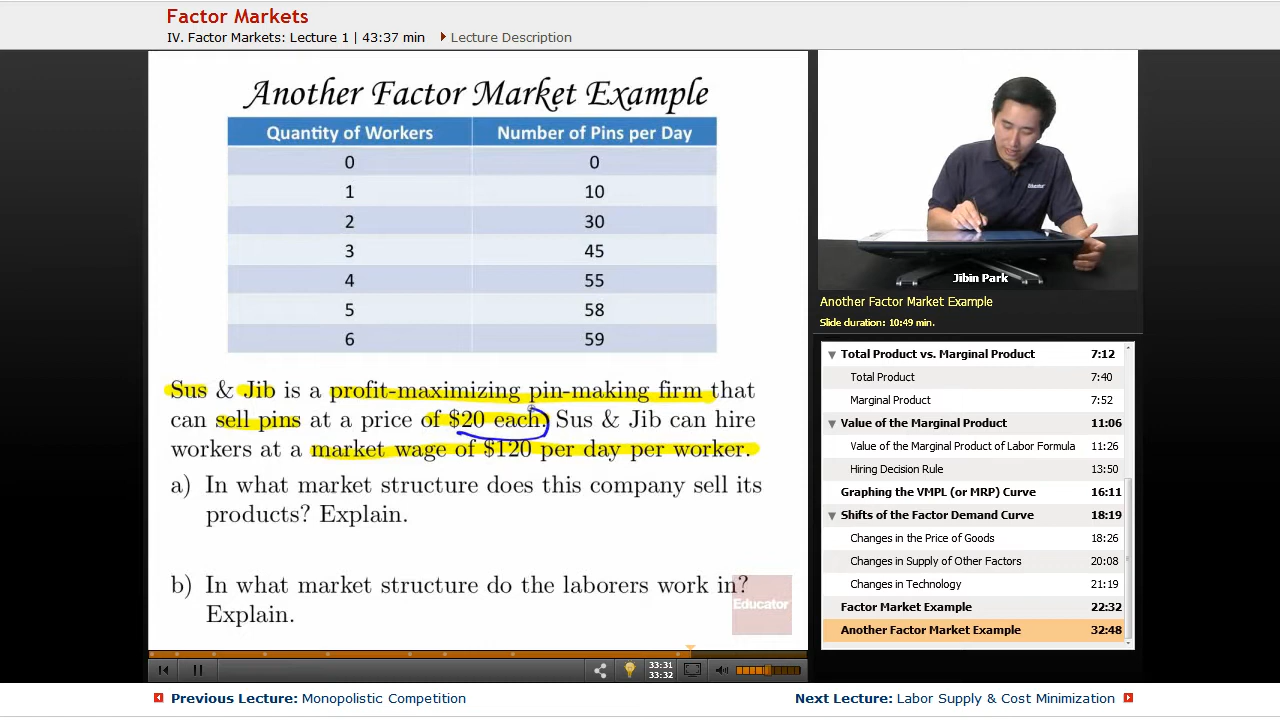 Factor Markets
IV. Factor Markets: Lecture 1 | 43:37 min Lecture Description
Another Factor Market Example
Quantity of Workers Number of Pins per Day
0 0
1 10
2 30
3 45
4 55
5 58
6 59
Sus & Jib is a profit-maximizing pin-making firm that
can sell pins at a price of $20 each. Sus & Jib can hire
workers at a market wage of $120 per day per worker.
a) In what market structure does this company sell its
products? Explain.
b) In what market structure do the laborers work in?
Explain.
Educator
33:31
33:32
Educator
Jibin Park
Another Factor Market Example
Slide duration: 10:49 min.
Total Product vs. Marginal Product 7:12
Total Product 7:40
Marginal Product 7:52
Value of the Marginal Product 11:06
Value of the Marginal Product of Labor Formula 11:26
Hiring Decision Rule 13:50
Graphing the VMPL (or MRP) Curve 16:11
Shifts of the Factor Demand Curve 18:19
Changes in the Price of Goods 18:26
Changes in Supply of Other Factors 20:08
Changes in Technology 21:19
Factor Market Example 22:32
Another Factor Market Example 32:48
Previous Lecture: Monopolistic Competition
Next Lecture: Labor Supply & Cost Minimization